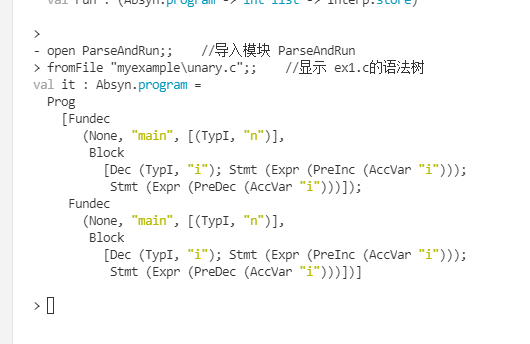 val run : (Absyn.program -> int list -> Interp.store)
>
- open ParseAndRun;;    //导入模块 ParseAndRun
> fromFile "myexample\unary.c";;    //显示 ex1.c的语法树
val it : Absyn.program =
  Prog
    [Fundec
       (None, "main", [(TypI, "n")],
        Block
          [Dec (TypI, "i"); Stmt (Expr (PreInc (AccVar "i")));
           Stmt (Expr (PreDec (AccVar "i")))]);
     Fundec
       (None, "main", [(TypI, "n")],
        Block
          [Dec (TypI, "i"); Stmt (Expr (PreInc (AccVar "i")));
           Stmt (Expr (PreDec (AccVar "i")))])]
>